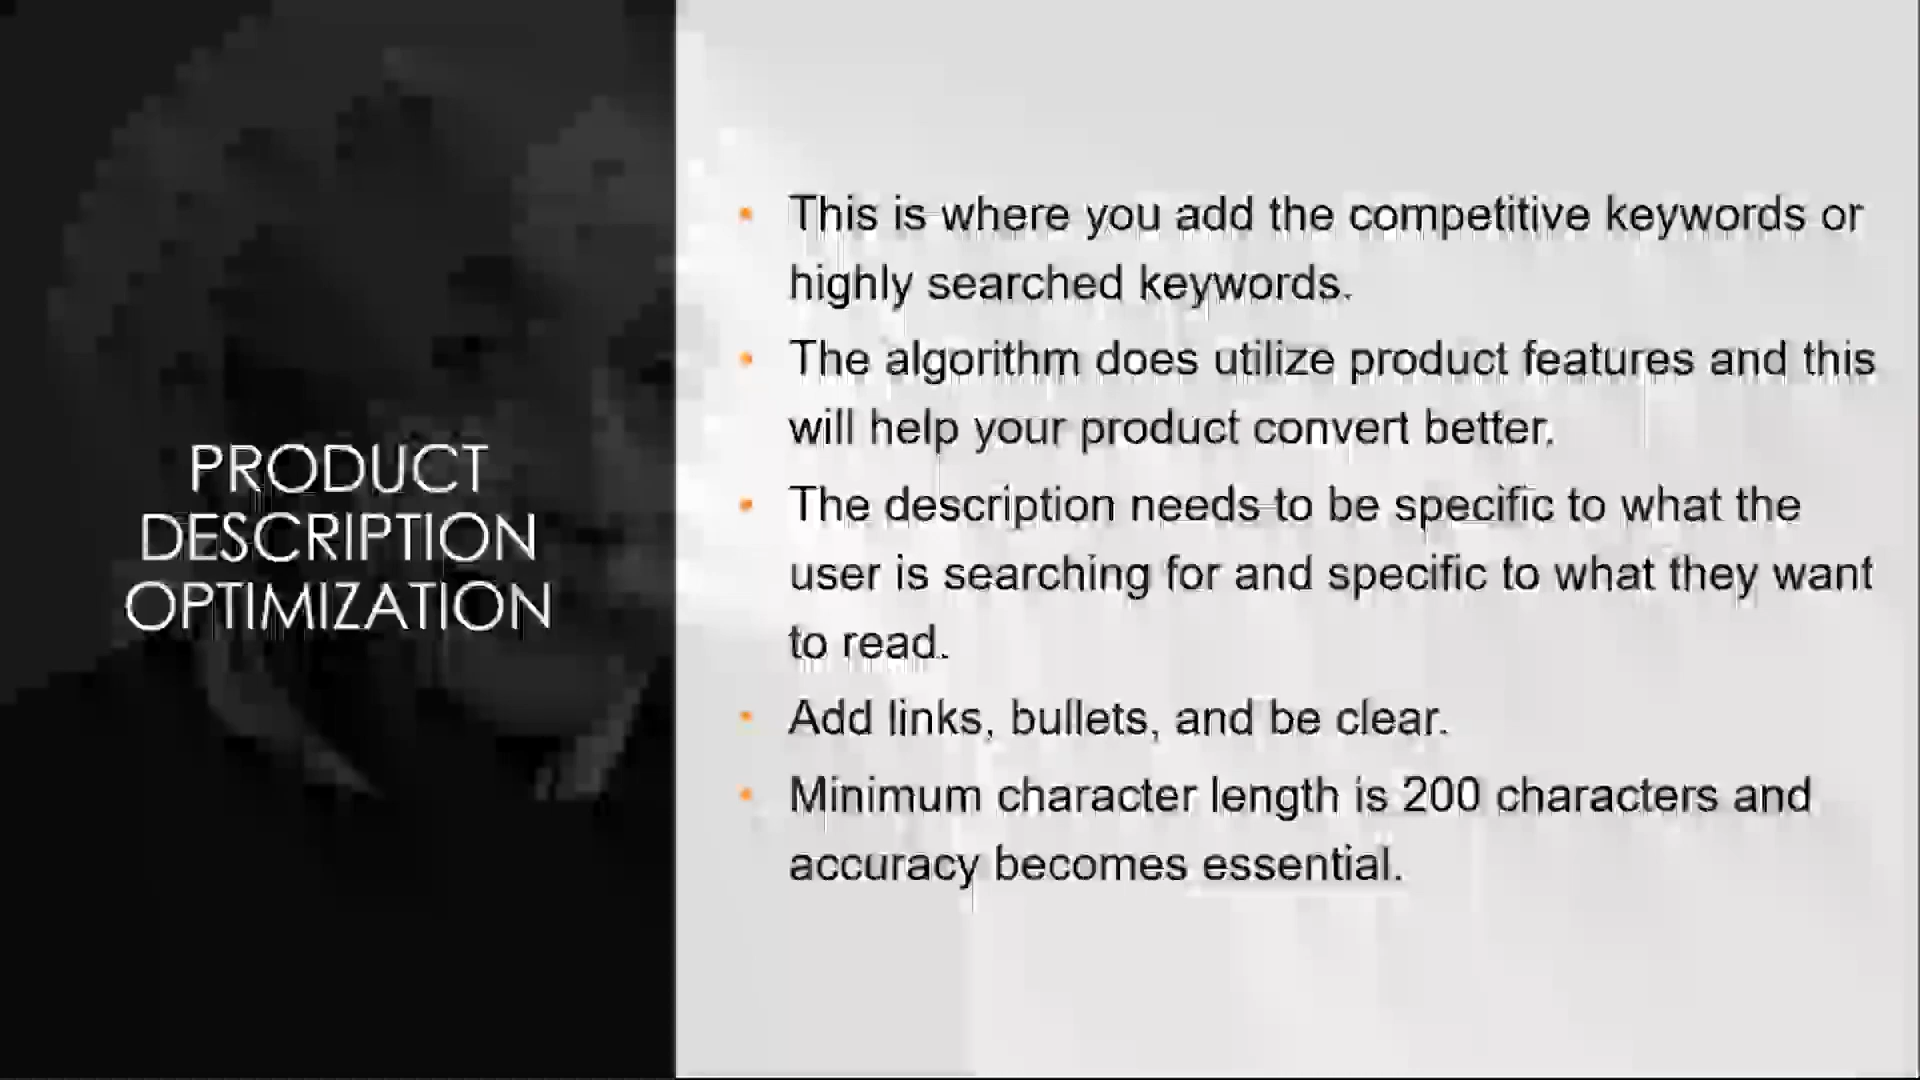 PRODUCT
DESCRIPTION
OPTIMIZATION
• This is where you add the competitive keywords or
highly searched keywords.
• The algorithm does utilize product features and this
will help your product convert better.
• The description needs to be specific to what the
user is searching for and specific to what they want
to read.
• Add links, bullets, and be clear.
• Minimum character length is 200 characters and
accuracy becomes essential.